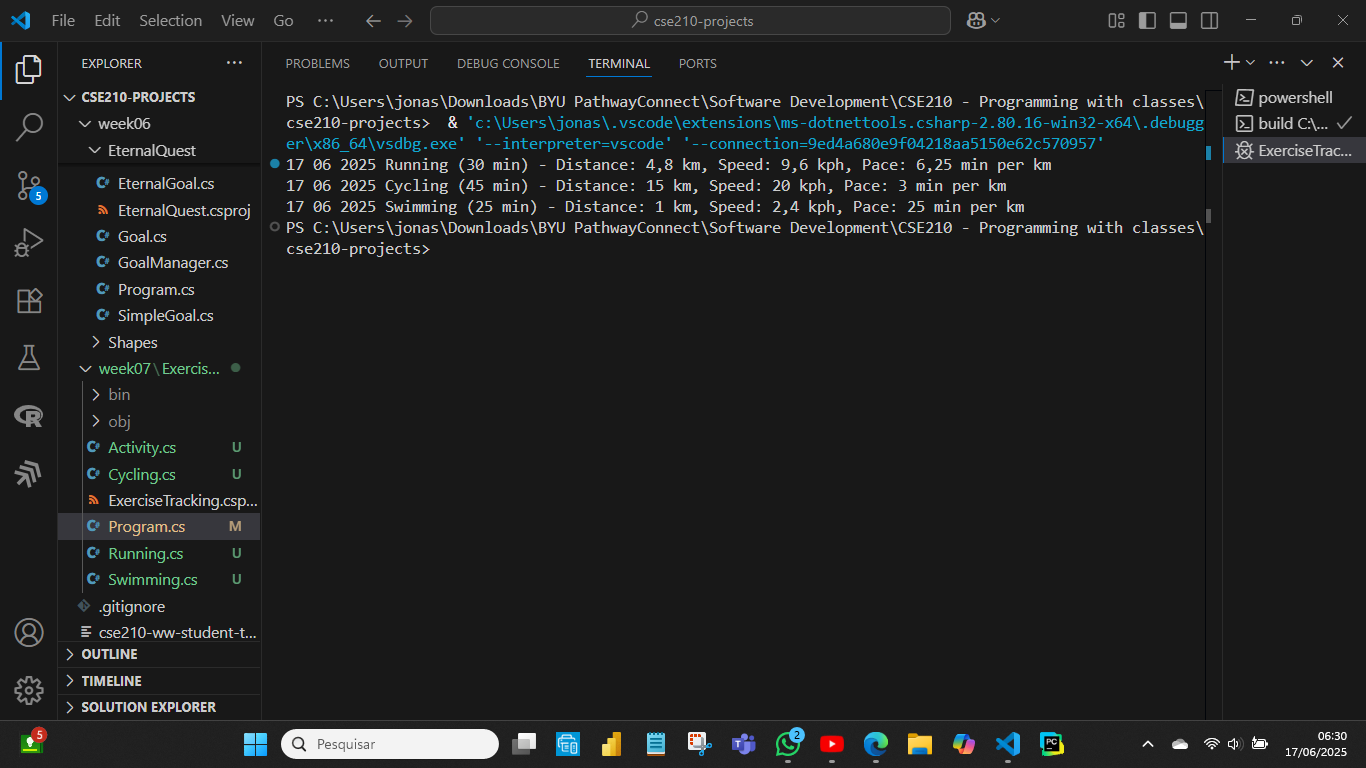 File Edit Selection View Go ··· cse210-projects
EXPLORER ···
CSE210-PROJECTS
week06
EternalQuest
EternalGoal.cs
EternalQuest.csproj
Goal.cs
GoalManager.cs
Program.cs
SimpleGoal.cs
Shapes
week07\Exercis...
bin
obj
Activity.cs U
Cycling.cs U
ExerciseTracking.csp...
Program.cs M
Running.cs U
Swimming.cs U
.gitignore
cse210-ww-student-t...
OUTLINE
TIMELINE
SOLUTION EXPLORER
5
PROBLEMS OUTPUT DEBUG CONSOLE TERMINAL PORTS
PS C:\Users\jonas\Downloads\BYU PathwayConnect\Software Development\CSE210 - Programming with classes\
cse210-projects>  & 'c:\Users\jonas\.vscode\extensions\ms-dotnettools.csharp-2.80.16-win32-x64\.debugg
er\x86_64\vsdbg.exe' '--interpreter=vscode' '--connection=9ed4a680e9f04218aa5150e62c570957'
17 06 2025 Running (30 min) - Distance: 4,8 km, Speed: 9,6 kph, Pace: 6,25 min per km
17 06 2025 Cycling (45 min) - Distance: 15 km, Speed: 20 kph, Pace: 3 min per km
17 06 2025 Swimming (25 min) - Distance: 1 km, Speed: 2,4 kph, Pace: 25 min per km
PS C:\Users\jonas\Downloads\BYU PathwayConnect\Software Development\CSE210 - Programming with classes\
cse210-projects>
powershell
build C:\...
ExerciseTrac...
5
Pesquisar
2
PC
06:30
17/06/2025